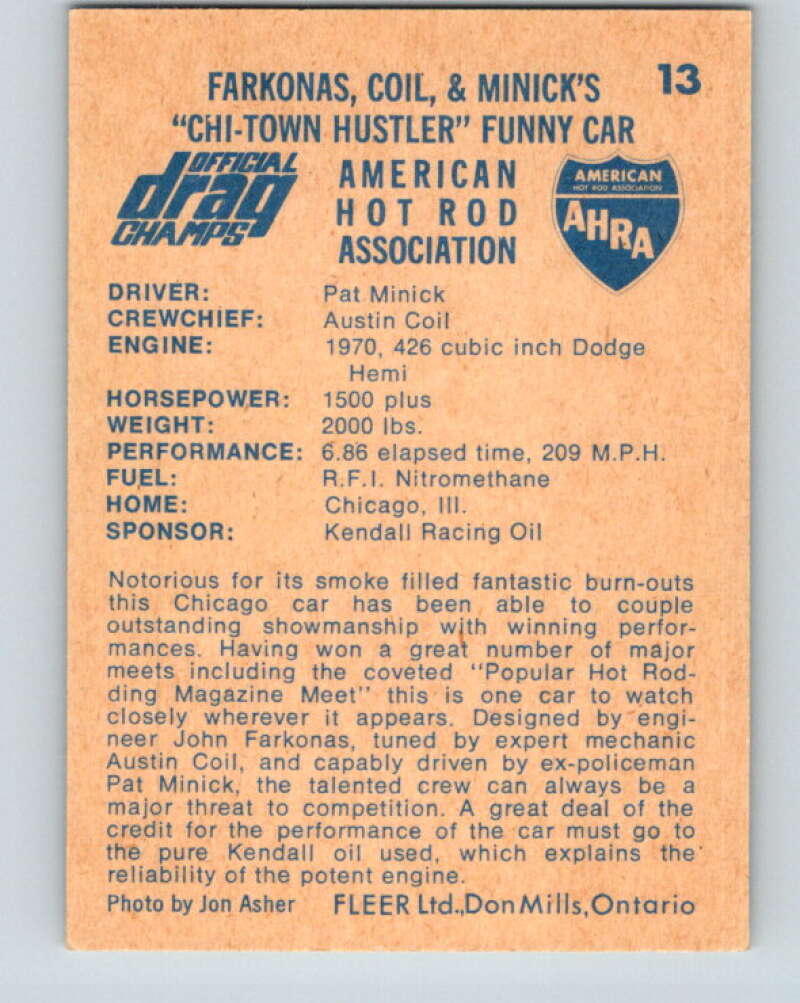 13
FARKONAS, COIL, & MINICK'S
"CHI-TOWN HUSTLER" FUNNY CAR
OFFICIAL
drag
CHAMPS
AMERICAN
HOT ROD
ASSOCIATION
AMERICAN
HOT ROD ASSOCIATION
AHRA
DRIVER: Pat Minick
CREWCHIEF: Austin Coil
ENGINE: 1970, 426 cubic inch Dodge
Hemi
HORSEPOWER: 1500 plus
WEIGHT: 2000 lbs.
PERFORMANCE: 6.86 elapsed time, 209 M.P.H.
FUEL: R.F.I. Nitromethane
HOME: Chicago, Ill.
SPONSOR: Kendall Racing Oil
Notorious for its smoke filled fantastic burn-outs
this Chicago car has been able to couple
outstanding showmanship with winning perfor-
mances. Having won a great number of major
meets including the coveted "Popular Hot Rod-
ding Magazine Meet" this is one car to watch
closely wherever it appears. Designed by engi-
neer John Farkonas, tuned by expert mechanic
Austin Coil, and capably driven by ex-policeman
Pat Minick, the talented crew can always be a
major threat to competition. A great deal of the
credit for the performance of the car must go to
the pure Kendall oil used, which explains the
reliability of the potent engine.
Photo by Jon Asher FLEER Ltd., Don Mills, Ontario